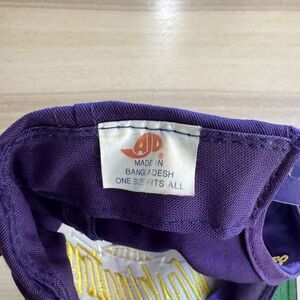 AJD
®
MADE IN
BANGLADESH
ONE SIZE FITS ALL